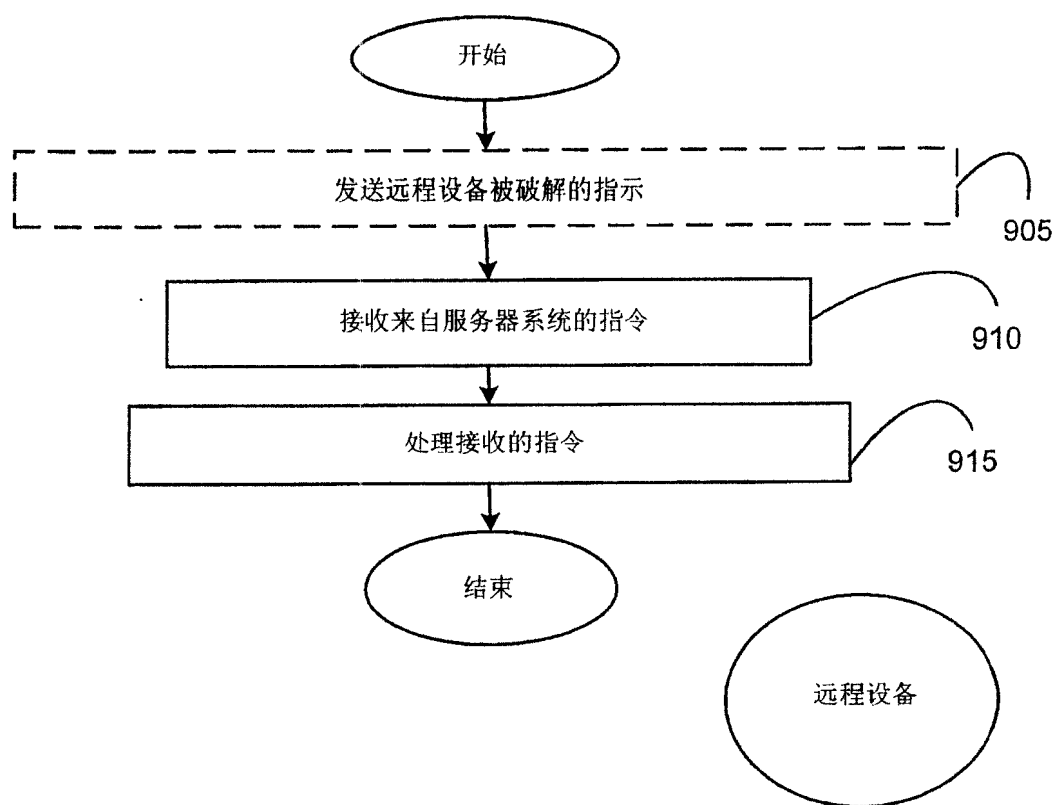 开始
发送远程设备被破解的指示
905
接收来自服务器系统的指令
910
处理接收的指令
915
结束
远程设备